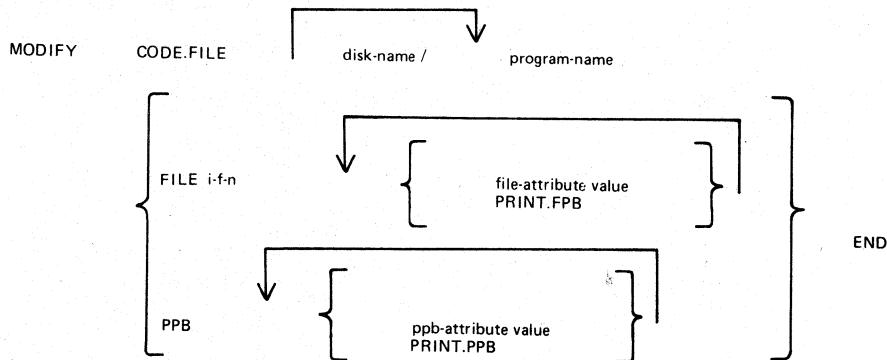 MODIFY CODE.FILE disk-name / program-name
FILE i-f-n
file-attribute value
PRINT.FPB
END
PPB
ppb-attribute value
PRINT.PPB